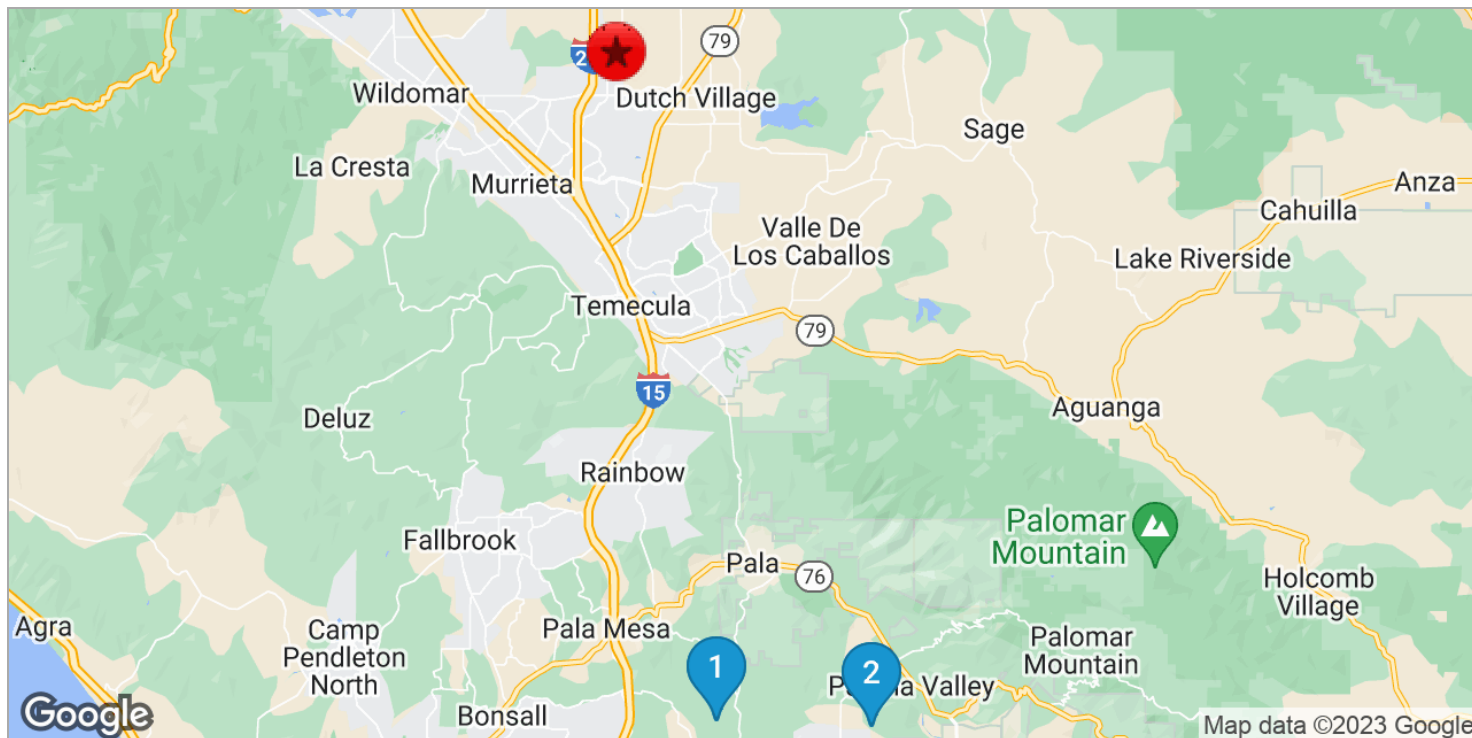 79
2
Wildomar
Dutch Village
Sage
La Cresta
Murrieta
Anza
Cahuilla
Valle De
Los Caballos
Lake Riverside
Temecula
79
15
Deluz
Aguanga
Rainbow
Palomar
Mountain
Fallbrook
Pala
76
Holcomb
Village
Agra
Camp
Pendleton
North
Pala Mesa
Palomar
Mountain
1
2
Valley
Bonsall
Google
Map data ©2023 Google